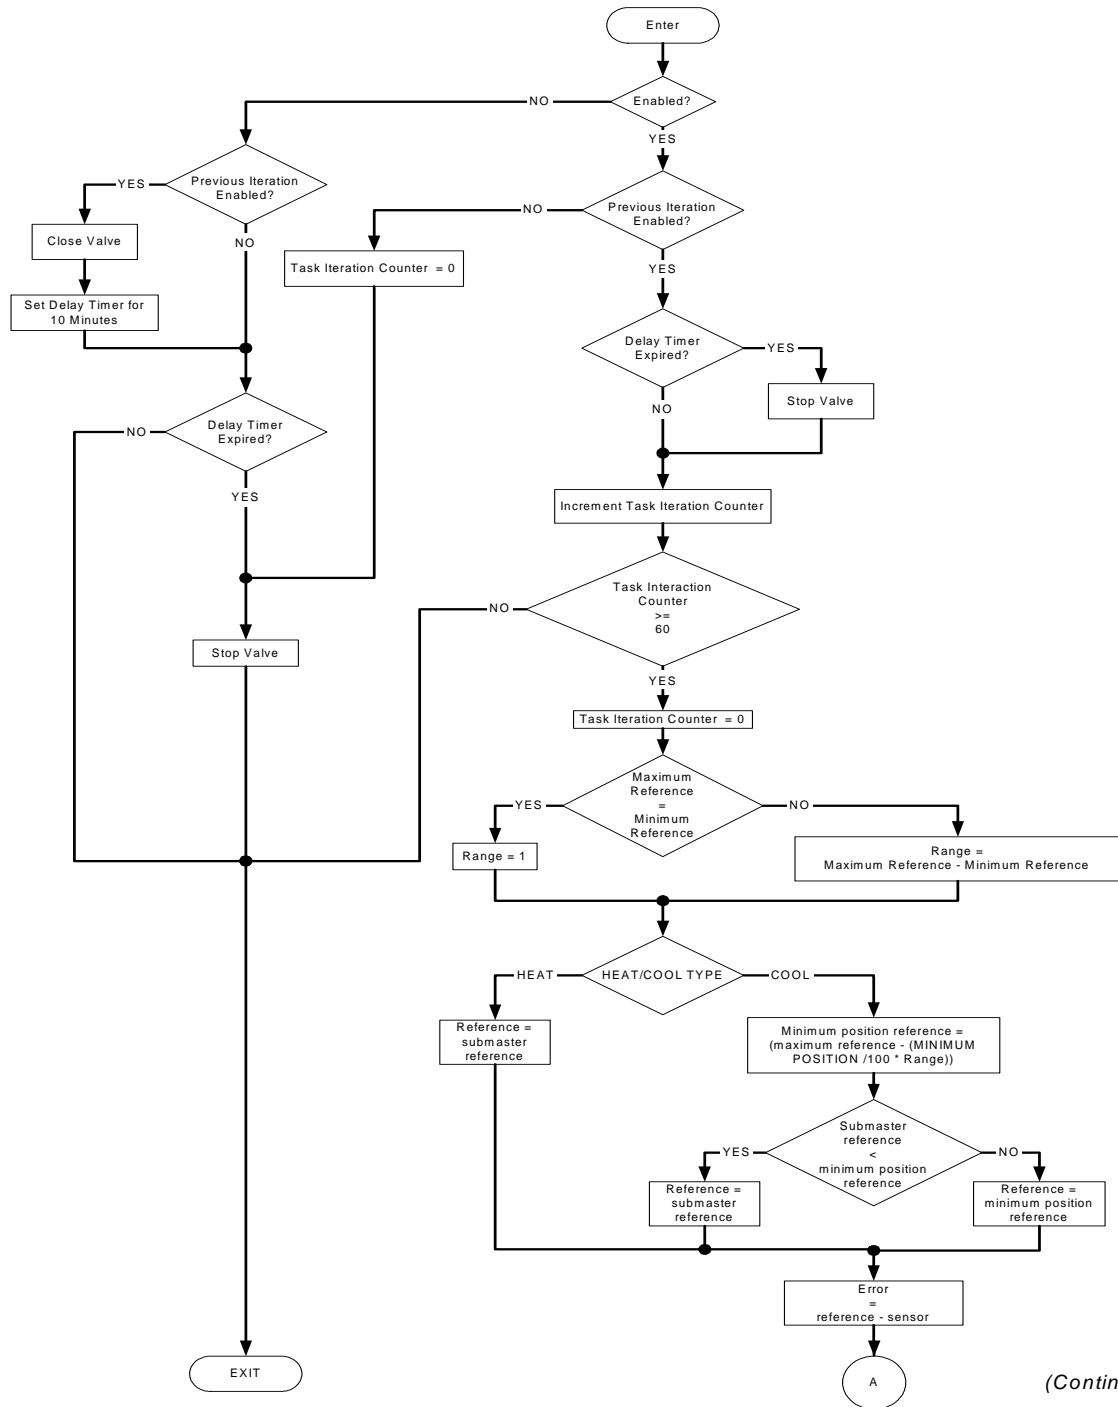 Enter
Enabled?
NO
YES
Previous Iteration
Enabled?
YES
NO
Close Valve
Set Delay Timer for
10 Minutes
Previous Iteration
Enabled?
NO
YES
Task Iteration Counter = 0
Delay Timer
Expired?
YES
NO
Stop Valve
Delay Timer
Expired?
NO
YES
Increment Task Iteration Counter
Task Interaction
Counter
>=
60
NO
YES
Stop Valve
Task Iteration Counter = 0
Maximum
Reference
=
Minimum
Reference
YES
NO
Range = 1
Range =
Maximum Reference - Minimum Reference
HEAT/COOL TYPE
HEAT
COOL
Reference =
submaster
reference
Minimum position reference =
(maximum reference - (MINIMUM
POSITION /100 * Range))
Submaster
reference
<
minimum position
reference
YES
NO
Reference =
submaster
reference
Reference =
minimum position
reference
Error
=
reference - sensor
EXIT
A
(Contin